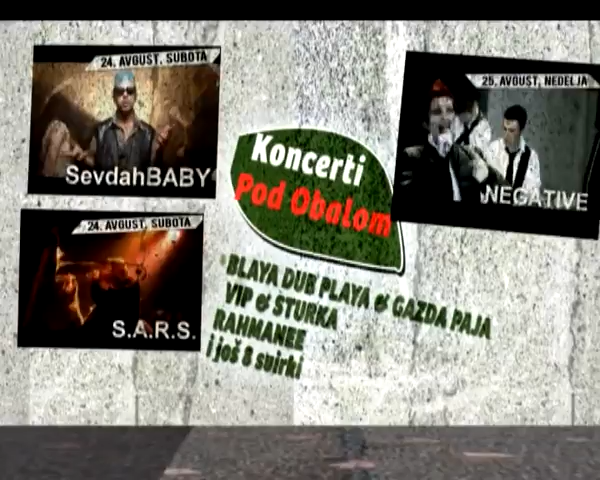 24. AVGUST, SUBOTA
SevdahBABY
24. AVGUST, SUBOTA
S.A.R.S.
Koncerti
Pod Obalom
BLAYA DUB PLAYA & GAZDA PAJA
VIP & STURKA
RAHMANEE
i još 8 suirki
25. AVGUST, NEDELJA
NEGATIVE